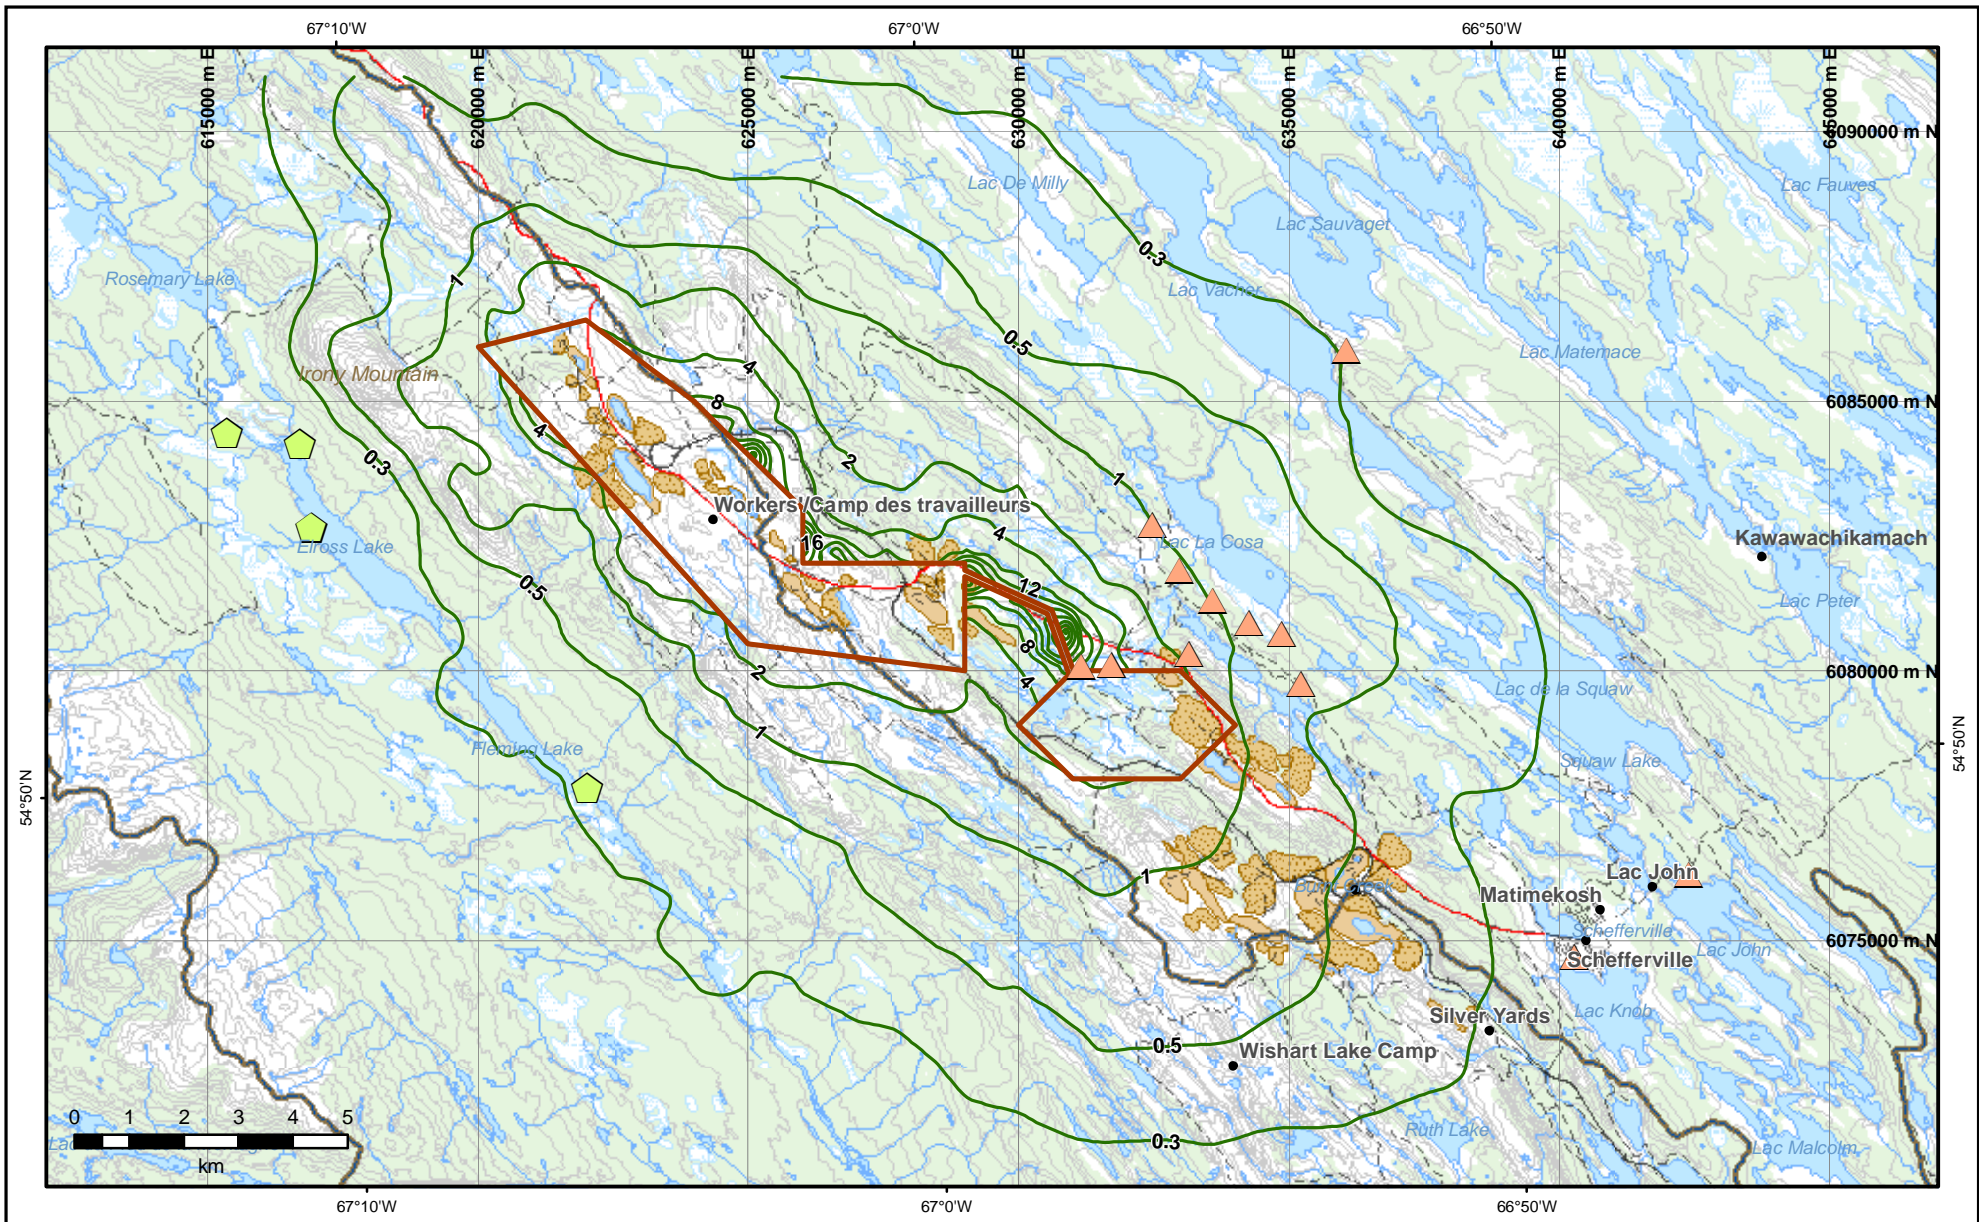 67°10'W
67°0'W
66°50'W
615000 m E
620000 m E
625000 m E
630000 m E
635000 m E
640000 m E
6090000 m N
Lac De Milly
Lac Fauves
Lac Sauvaget
0.3
Rosemary Lake
1
Lac Vacher
0.5
Lac Matemace
4
Irony Mountain
8
6085000 m N
4
0.3
2
1
Workers'/Camp des travailleurs
16
4
Lac La Cosa
Kawawachikamach
Elross Lake
0.5
12
Lac Peter
8
2
4
6080000 m N
Lac de la Squaw
1
Fleming Lake
Squaw Lake
54°50'N
54°50'N
1
Lac John
Matimekosh
Schefferville
6075000 m N
Schefferville
Lac John
Silver Yards
Lac Knob
0.5
Wishart Lake Camp
0 1 2 3 4 5
km
0.3
Ruth Lake
Lac Malcolm
67°10'W
67°0'W
66°50'W